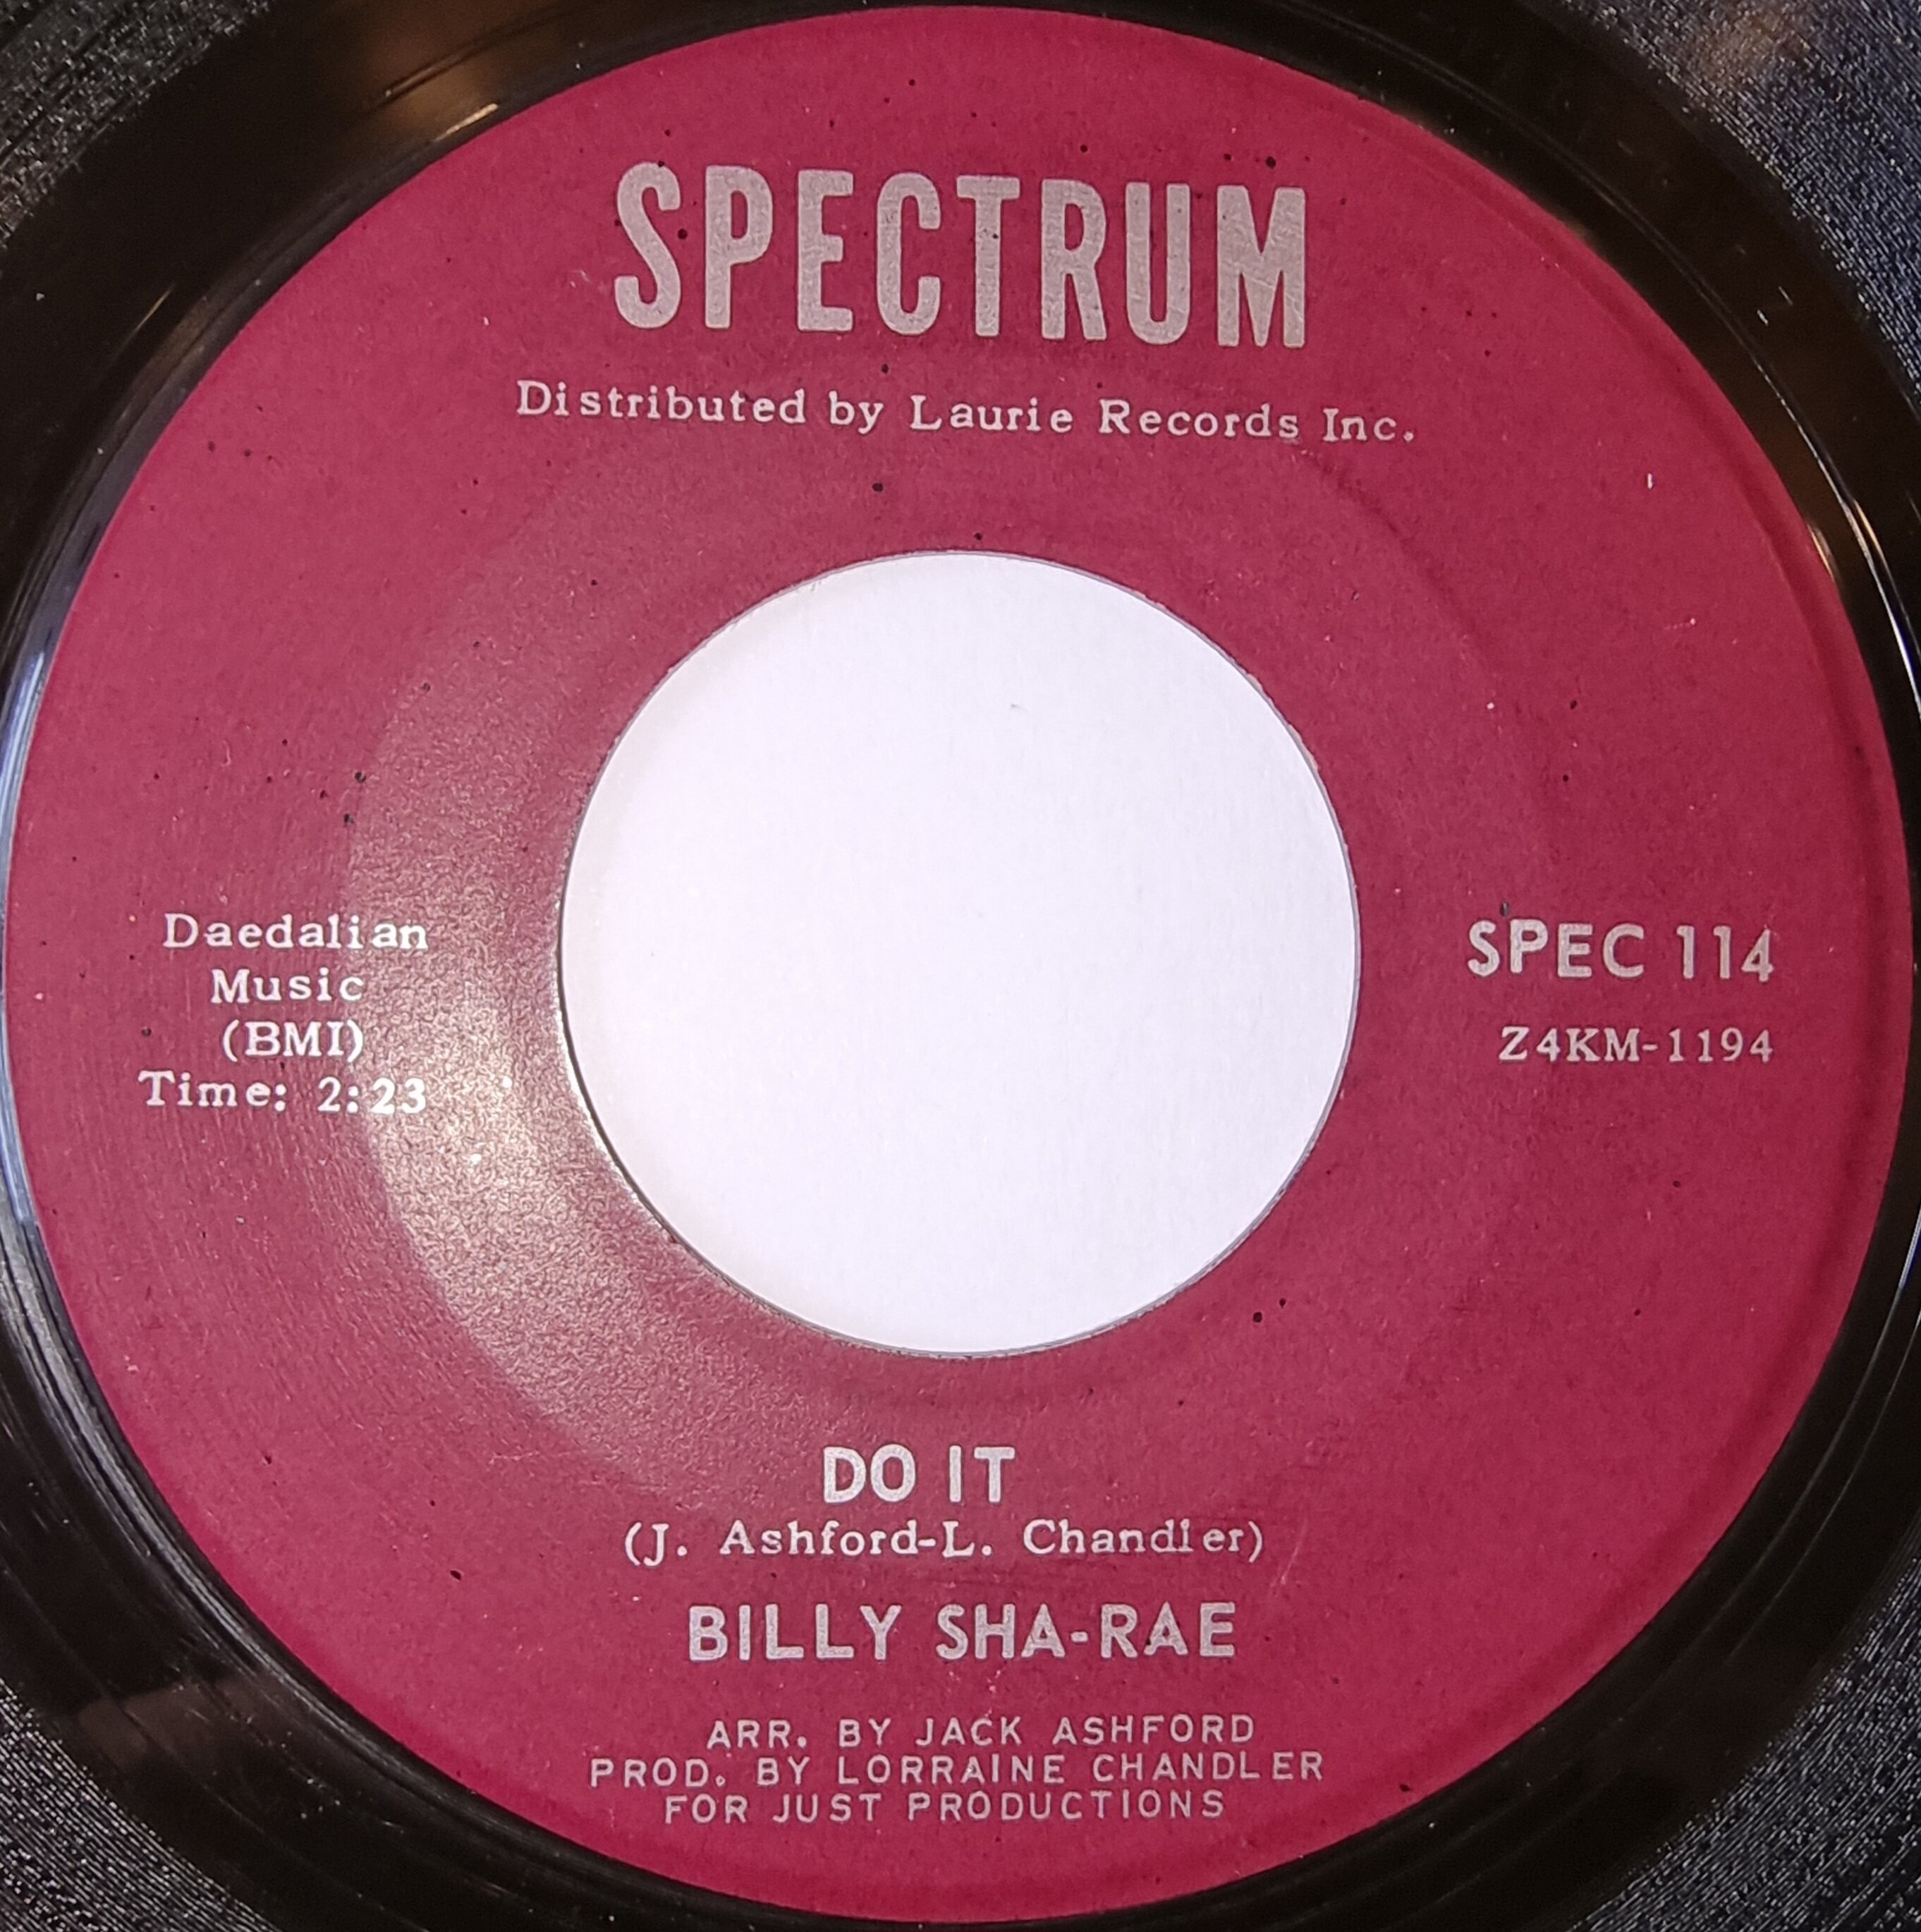 SPECTRUM
Distributed by Laurie Records Inc.
Daedalian
Music
(BMI)
Time: 2:23
SPEC 114
Z4KM-1194
DO IT
(J. Ashford-L. Chandler)
BILLY SHA-RAE
ARR. BY JACK ASHFORD
PROD. BY LORRAINE CHANDLER
FOR JUST PRODUCTIONS